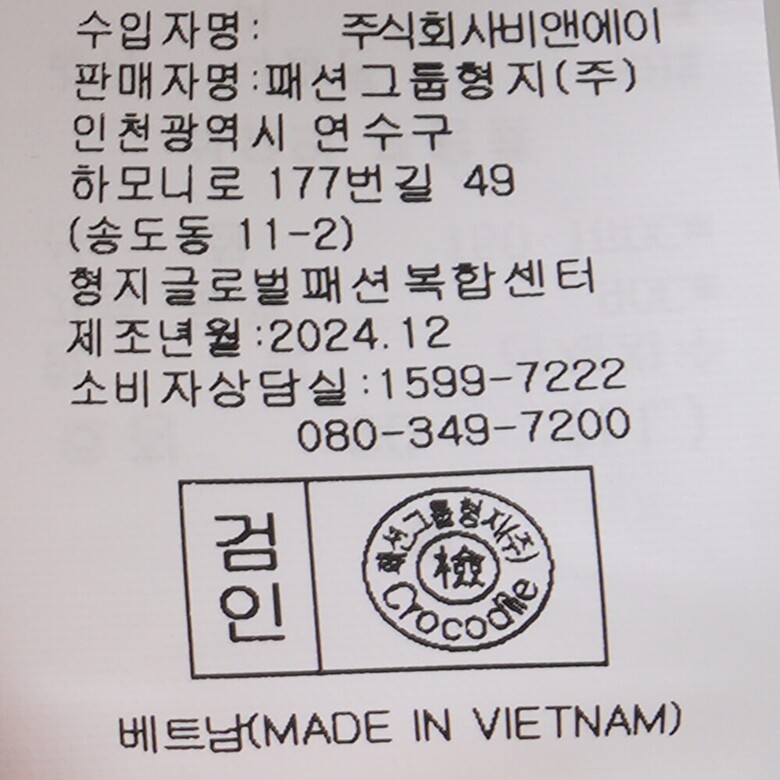 수입자명: 주식회사비앤에이
판매자명:패션그룹형지(주)
인천광역시 연수구
하모니로 177번길 49
(송도동 11-2)
형지글로벌패션복합센터
제조년월:2024.12
소비자상담실:1599-7222
080-349-7200
검인
패션그룹형지(주)
檢
Crocodile
베트남(MADE IN VIETNAM)